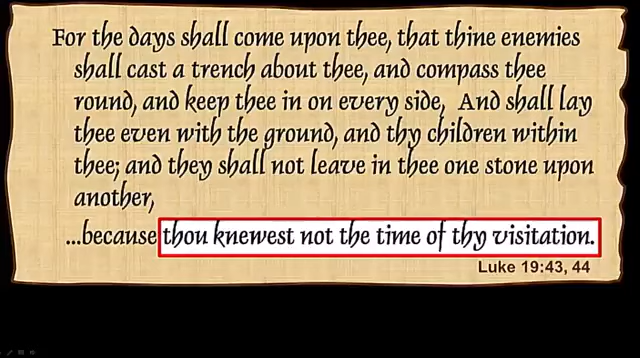 For the days shall come upon thee, that thine enemies
shall cast a trench about thee, and compass thee
round, and keep thee in on every side, And shall lay
thee even with the ground, and thy children within
thee; and they shall not leave in thee one stone upon
another,
...because thou knewest not the time of thy visitation.
Luke 19:43, 44